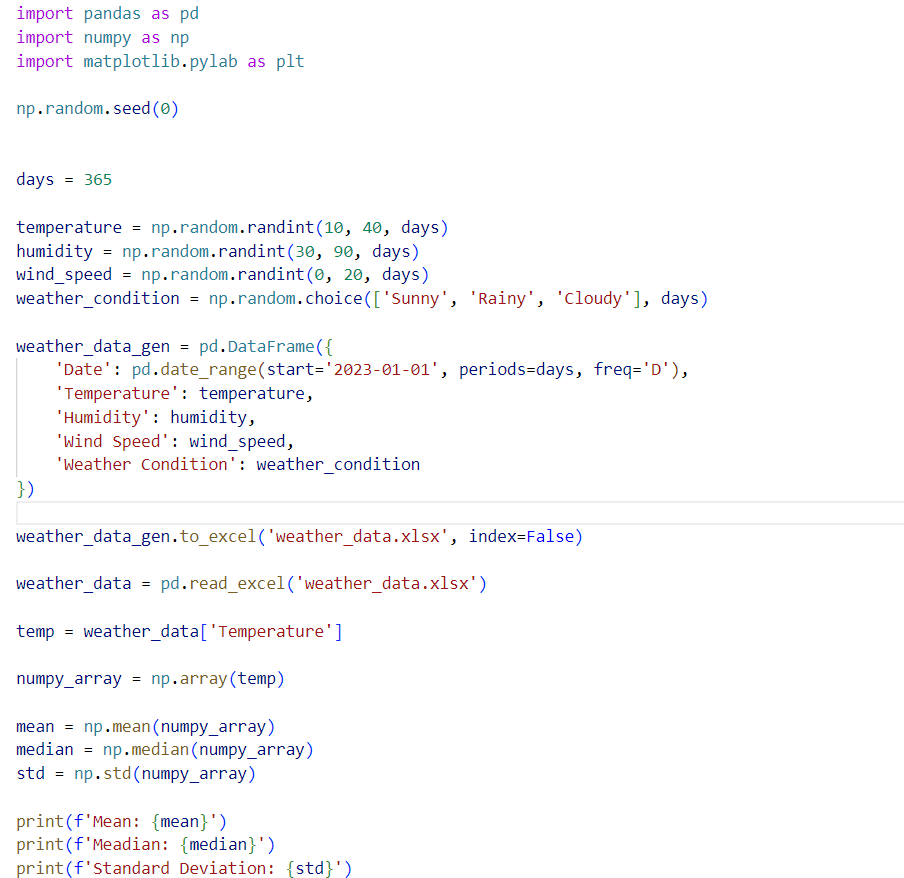 import pandas as pd
import numpy as np
import matplotlib.pylab as plt
np.random.seed(0)
days = 365
temperature = np.random.randint(10, 40, days)
humidity = np.random.randint(30, 90, days)
wind_speed = np.random.randint(0, 20, days)
weather_condition = np.random.choice(['Sunny', 'Rainy', 'Cloudy'], days)
weather_data_gen = pd.DataFrame({
    'Date': pd.date_range(start='2023-01-01', periods=days, freq='D'),
    'Temperature': temperature,
    'Humidity': humidity,
    'Wind Speed': wind_speed,
    'Weather Condition': weather_condition
})
weather_data_gen.to_excel('weather_data.xlsx', index=False)
weather_data = pd.read_excel('weather_data.xlsx')
temp = weather_data['Temperature']
numpy_array = np.array(temp)
mean = np.mean(numpy_array)
median = np.median(numpy_array)
std = np.std(numpy_array)
print(f'Mean: {mean}')
print(f'Meadian: {median}')
print(f'Standard Deviation: {std}')